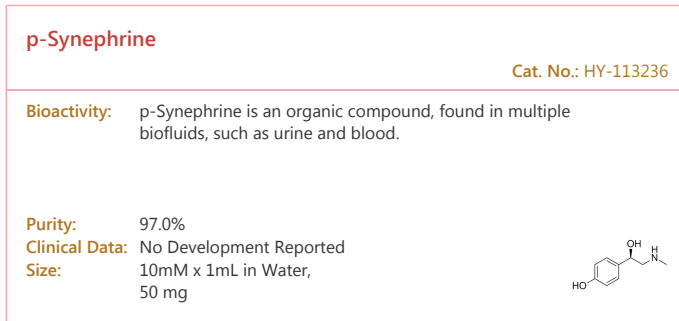 p-Synephrine
Cat. No.: HY-113236
Bioactivity: p-Synephrine is an organic compound, found in multiple
biofluids, such as urine and blood.
Purity: 97.0%
Clinical Data: No Development Reported
Size: 10mM x 1mL in Water,
50 mg
OH
H
N
HO